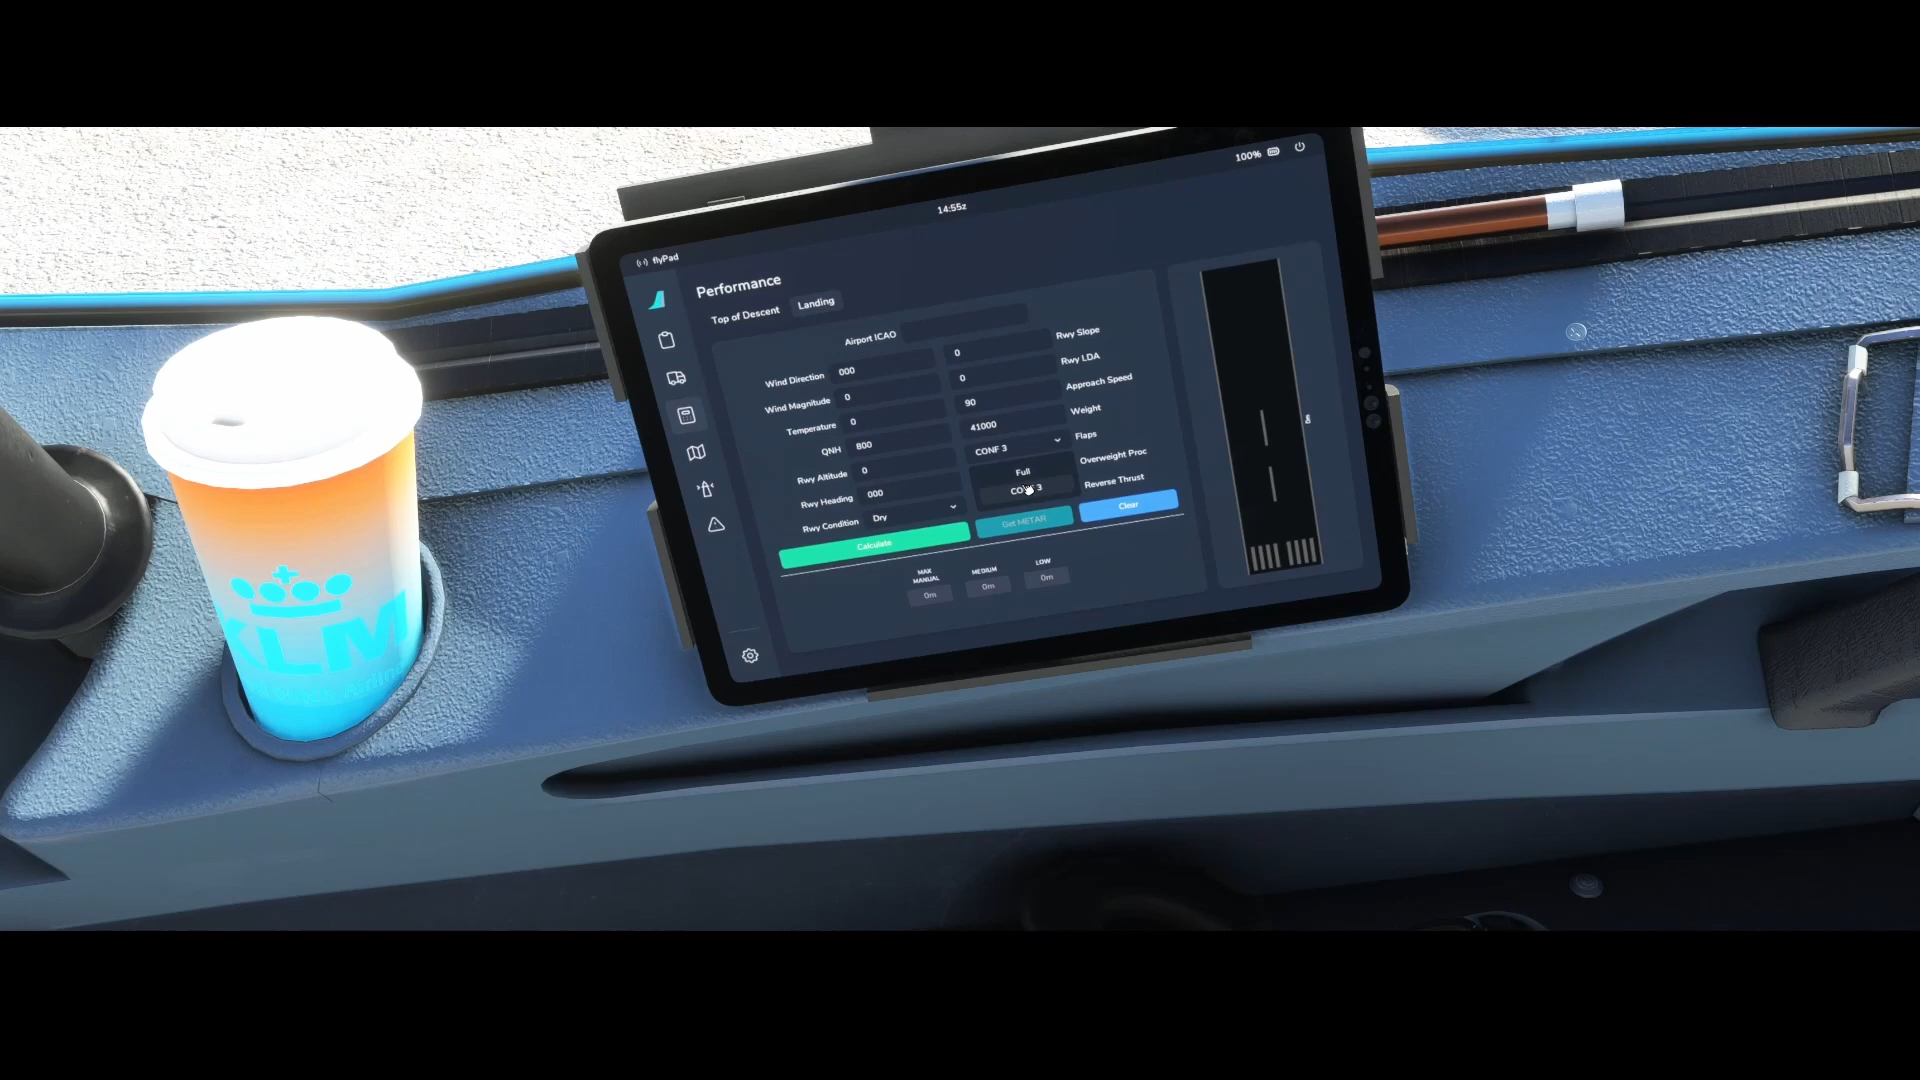 100%
14:55z
flyPad
Performance
Top of Descent Landing
Airport ICAO
Wind Direction 000 0 Rwy Slope
Wind Magnitude 0 0 Rwy LDA
Temperature 0 90 Approach Speed
QNH 800 41000 Weight
Rwy Altitude 0 CONF 3 Flaps
Rwy Heading 000 Full Overweight Proc
Rwy Condition Dry CONF 3 Reverse Thrust
Calculate Get METAR Clear
MAX MANUAL MEDIUM LOW
0m 0m 0m
KLM